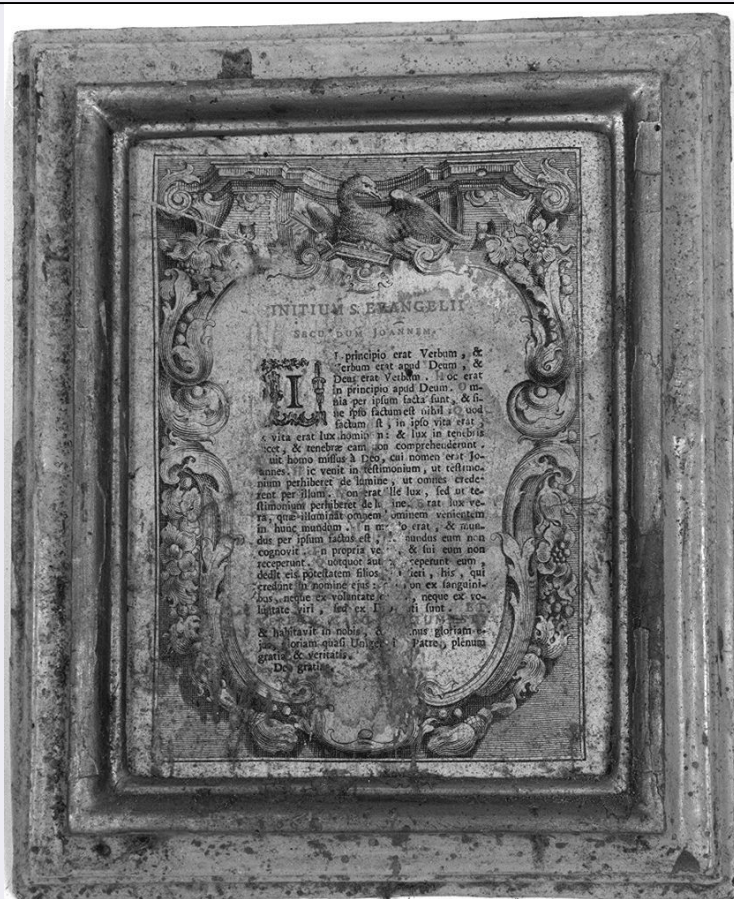 INITIUM S. EVANGELII
SECUNDUM JOANNEM.
IN principio erat Verbum, &
Verbum erat apud Deum, &
Deus erat Verbum. Hoc erat
in principio apud Deum. Om-
nia per ipsum facta sunt, & si-
ne ipso factum est nihil: Quod
factum est, in ipso vita erat,
& vita erat lux hominum: & lux in tenebris
lucet, & tenebræ eam non comprehenderunt.
Fuit homo missus à Deo, cui nomen erat Jo-
annes. Hic venit in testimonium, ut testimo-
nium perhiberet de lumine, ut omnes crede-
rent per illum. Non erat ille lux, sed ut te-
stimonium perhiberet de lumine. Erat lux ve-
ra, quæ illuminat omnem hominem venientem
in hunc mundum. In mundo erat, & mun-
dus per ipsum factus est, & mundus eum non
cognovit. In propria venit, & sui eum non
receperunt. Quotquot autem receperunt eum,
dedit eis potestatem filios fieri, his, qui
credunt in nomine ejus: non ex sanguini-
bus, neque ex voluntate, neque ex vo-
luntate viri, sed ex nati sunt. ET
& habitavit in nobis, & gloriam e-
jus, gloriam quasi Unigeniti Patre, plenum
gratiæ & veritatis.
Deo gratias.